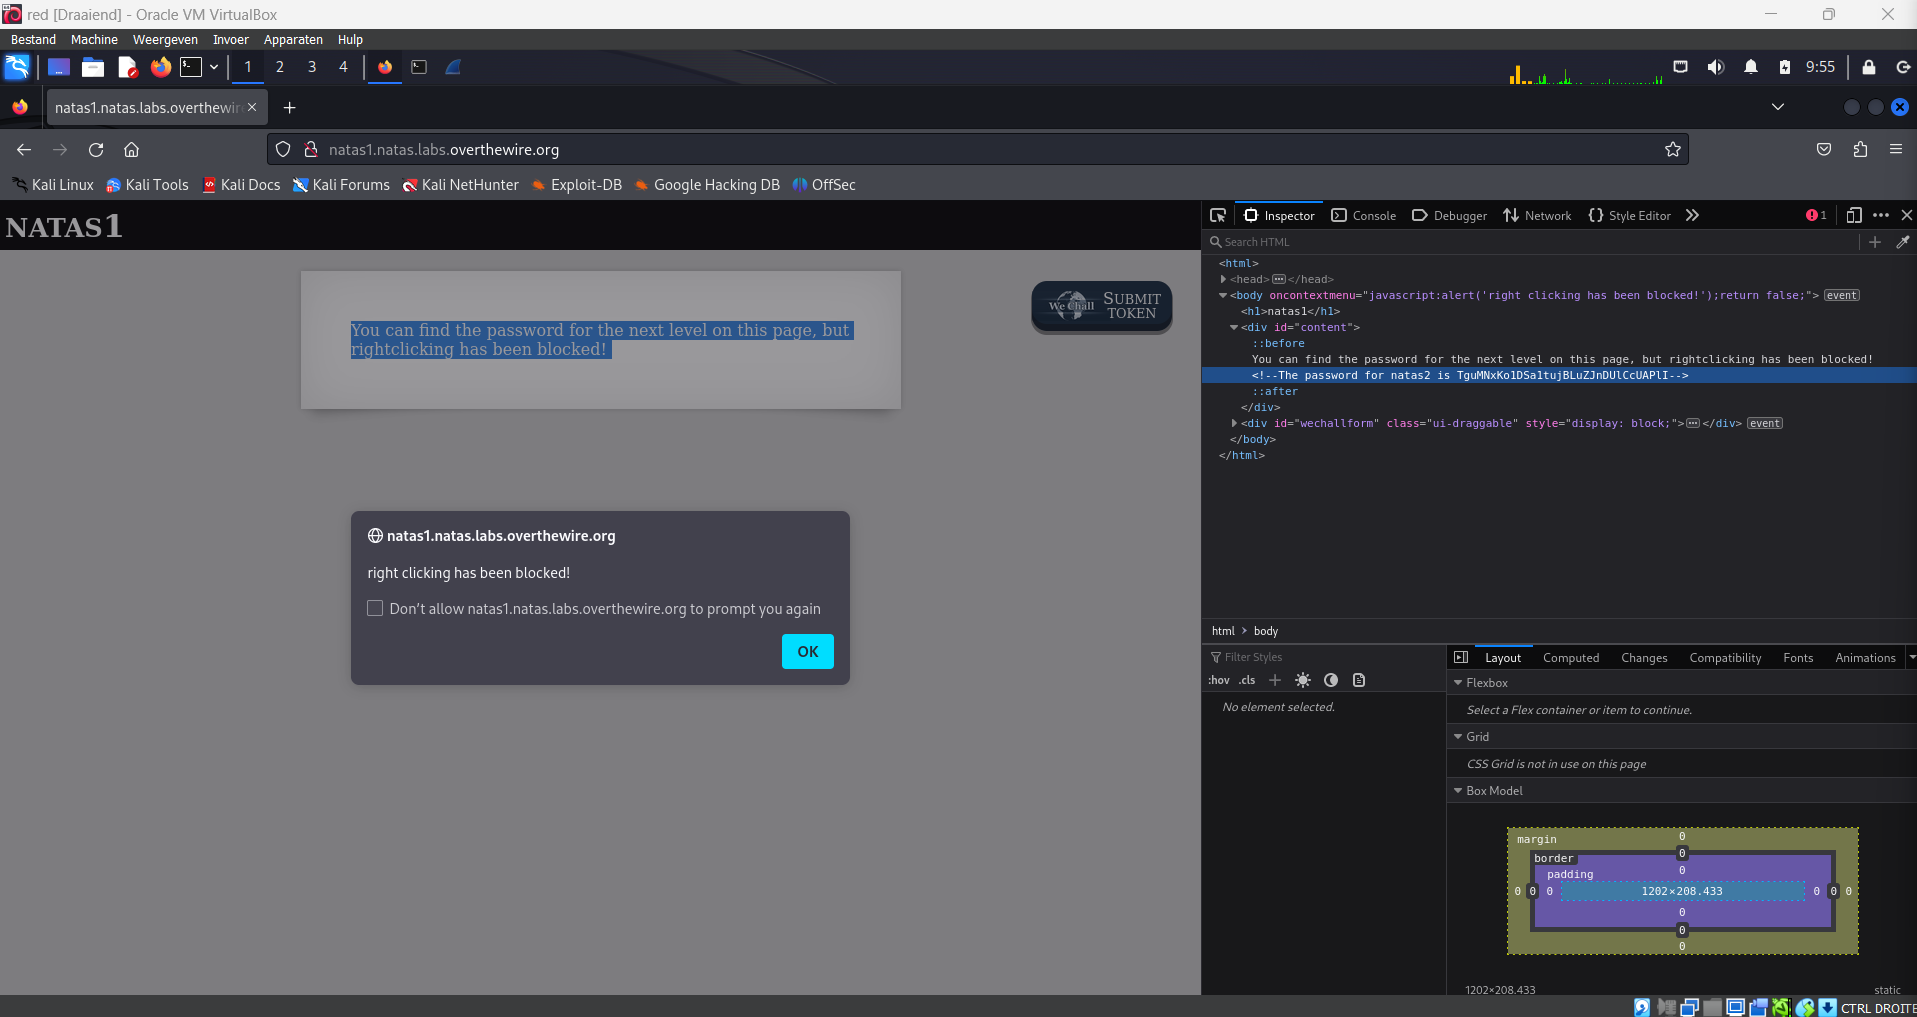 red [Draaiend] - Oracle VM VirtualBox
Bestand Machine Weergeven Invoer Apparaten Hulp
1 2 3 4 9:55
natas1.natas.labs.overthewire
natas1.natas.labs.overthewire.org
Kali Linux Kali Tools Kali Docs Kali Forums Kali NetHunter Exploit-DB Google Hacking DB OffSec
NATAS1
You can find the password for the next level on this page, but
rightclicking has been blocked!
We Chall SUBMIT
TOKEN
natas1.natas.labs.overthewire.org
right clicking has been blocked!
Don't allow natas1.natas.labs.overthewire.org to prompt you again
OK
Inspector Console Debugger Network Style Editor 1
Search HTML
<html>
<head> </head>
<body oncontextmenu="javascript:alert('right clicking has been blocked!');return false;"> event
<h1>natas1</h1>
<div id="content">
::before
You can find the password for the next level on this page, but rightclicking has been blocked!
<!--The password for natas2 is TguMNxKo1DSa1tujBLuZJnDUlCcUAPlI-->
::after
</div>
<div id="wechallform" class="ui-draggable" style="display: block;"> </div> event
</body>
</html>
html > body
Filter Styles
:hov .cls
No element selected.
Layout Computed Changes Compatibility Fonts Animations
Flexbox
Select a Flex container or item to continue.
Grid
CSS Grid is not in use on this page
Box Model
margin 0
border 0
padding 0
0 0 0 1202×208.433 0 0 0
0
0
0
1202×208.433 static
CTRL DROITE